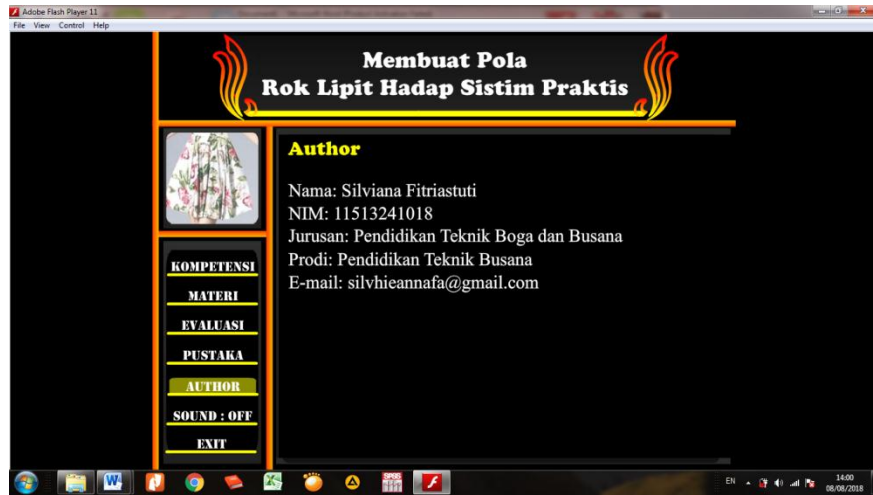 Adobe Flash Player 11
File View Control Help
Membuat Pola
Rok Lipit Hadap Sistim Praktis
Author
Nama: Silviana Fitriastuti
NIM: 11513241018
Jurusan: Pendidikan Teknik Boga dan Busana
Prodi: Pendidikan Teknik Busana
E-mail: silvhieannafa@gmail.com
KOMPETENSI
MATERI
EVALUASI
PUSTAKA
AUTHOR
SOUND : OFF
EXIT
SPSS
EN
14:00
08/08/2018